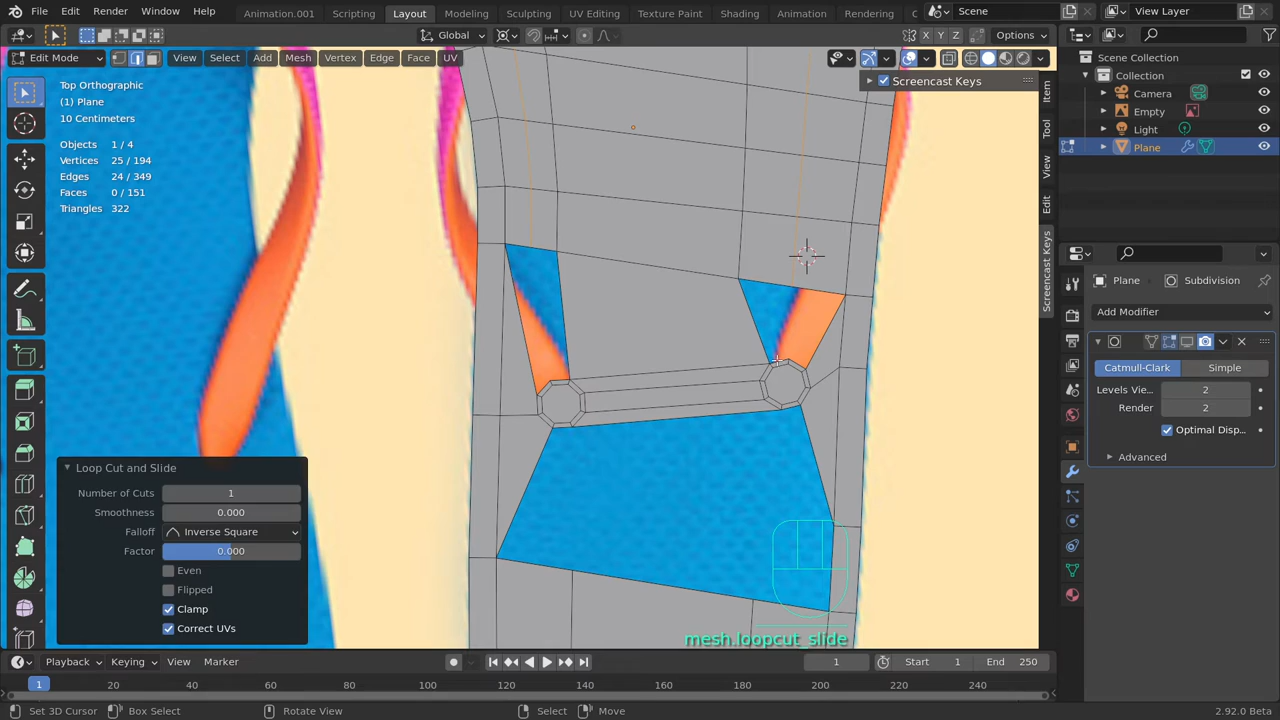 File Edit Render Window Help Animation.001 Scripting Layout Modeling Sculpting UV Editing Texture Paint Shading Animation Rendering Scene View Layer
Global X Y Z Options
Edit Mode View Select Add Mesh Vertex Edge Face UV
Screencast Keys
Top Orthographic
(1) Plane
10 Centimeters
Objects 1 / 4
Vertices 25 / 194
Edges 24 / 349
Faces 0 / 151
Triangles 322
Item
Tool
View
Edit
Screencast Keys
Scene Collection
Collection
Camera
Empty
Light
Plane
Plane Subdivision
Add Modifier
Catmull-Clark Simple
Levels Vie... 2
Render 2
Optimal Disp...
Advanced
Loop Cut and Slide
Number of Cuts 1
Smoothness 0.000
Falloff Inverse Square
Factor 0.000
Even
Flipped
Clamp
Correct UVs
mesh.loopcut_slide
Playback Keying View Marker 1 Start 1 End 250
1 20 40 60 80 100 120 140 160 180 200 220 240
Set 3D Cursor Box Select Rotate View Select Move 2.92.0 Beta